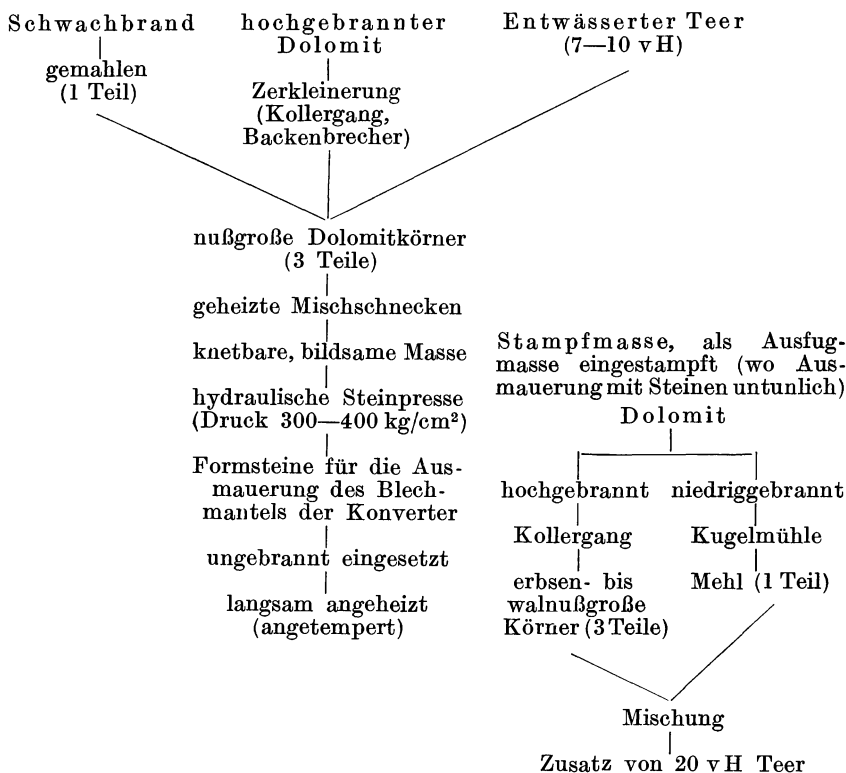 Schwachbrand
gemahlen
(1 Teil)
hochgebrannter
Dolomit
Zerkleinerung
(Kollergang,
Backenbrecher)
Entwässerter Teer
(7—10 vH)
nußgroße Dolomitkörner
(3 Teile)
geheizte Mischschnecken
knetbare, bildsame Masse
hydraulische Steinpresse
(Druck 300—400 kg/cm²)
Formsteine für die Aus-
mauerung des Blech-
mantels der Konverter
ungebrannt eingesetzt
langsam angeheizt
(angetempert)
Stampfmasse, als Ausfug-
masse eingestampft (wo Aus-
mauerung mit Steinen untunlich)
Dolomit
hochgebrannt
Kollergang
erbsen- bis
walnußgroße
Körner (3 Teile)
niedriggebrannt
Kugelmühle
Mehl (1 Teil)
Mischung
Zusatz von 20 vH Teer